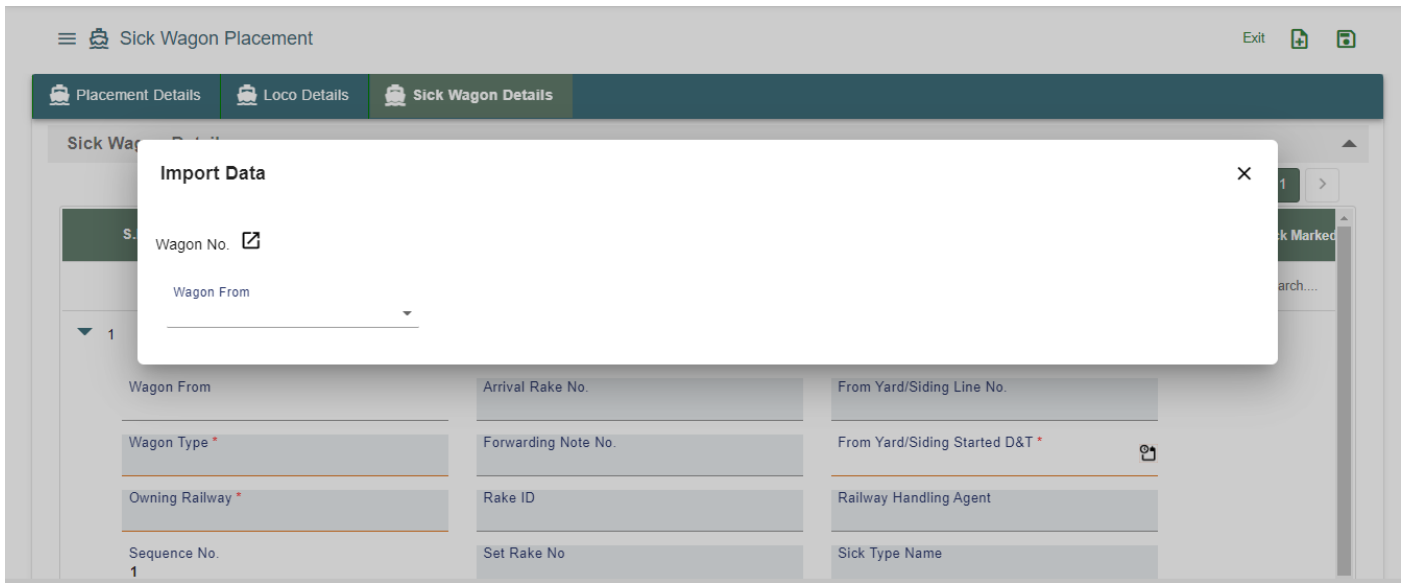 Sick Wagon Placement
Exit
Placement Details
Loco Details
Sick Wagon Details
Import Data
1
Wagon No.
Wagon From
1
Wagon From
Arrival Rake No.
From Yard/Siding Line No.
Wagon Type *
Forwarding Note No.
From Yard/Siding Started D&T *
Owning Railway *
Rake ID
Railway Handling Agent
Sequence No.
Set Rake No
Sick Type Name
1